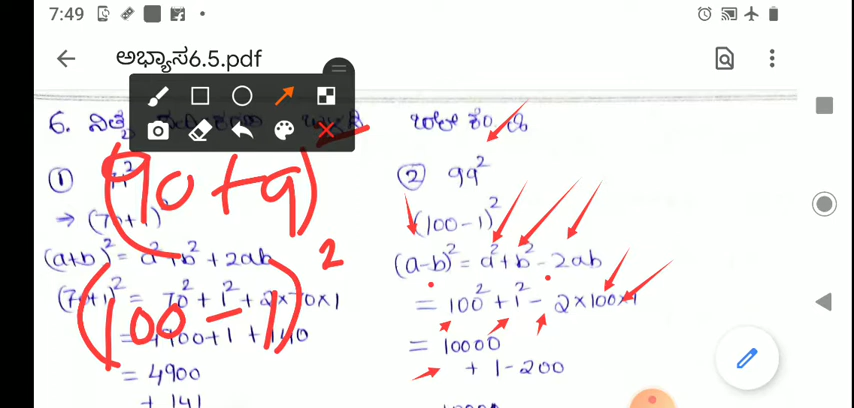 7:49
ಅಭ್ಯಾಸ6.5.pdf
6. ನಿತ್ಯ
① 71²
→ (70+1)²
(a+b)² = a²+b²+2ab
(70+1)² = 70²+1²+2×70×1
= 4900+1+140
= 4900
+ 141
(90+9)
(100-1)²
② 99²
(100-1)²
(a-b)² = a²+b²-2ab
= 100²+1²-2×100×1
= 10000
+ 1-200